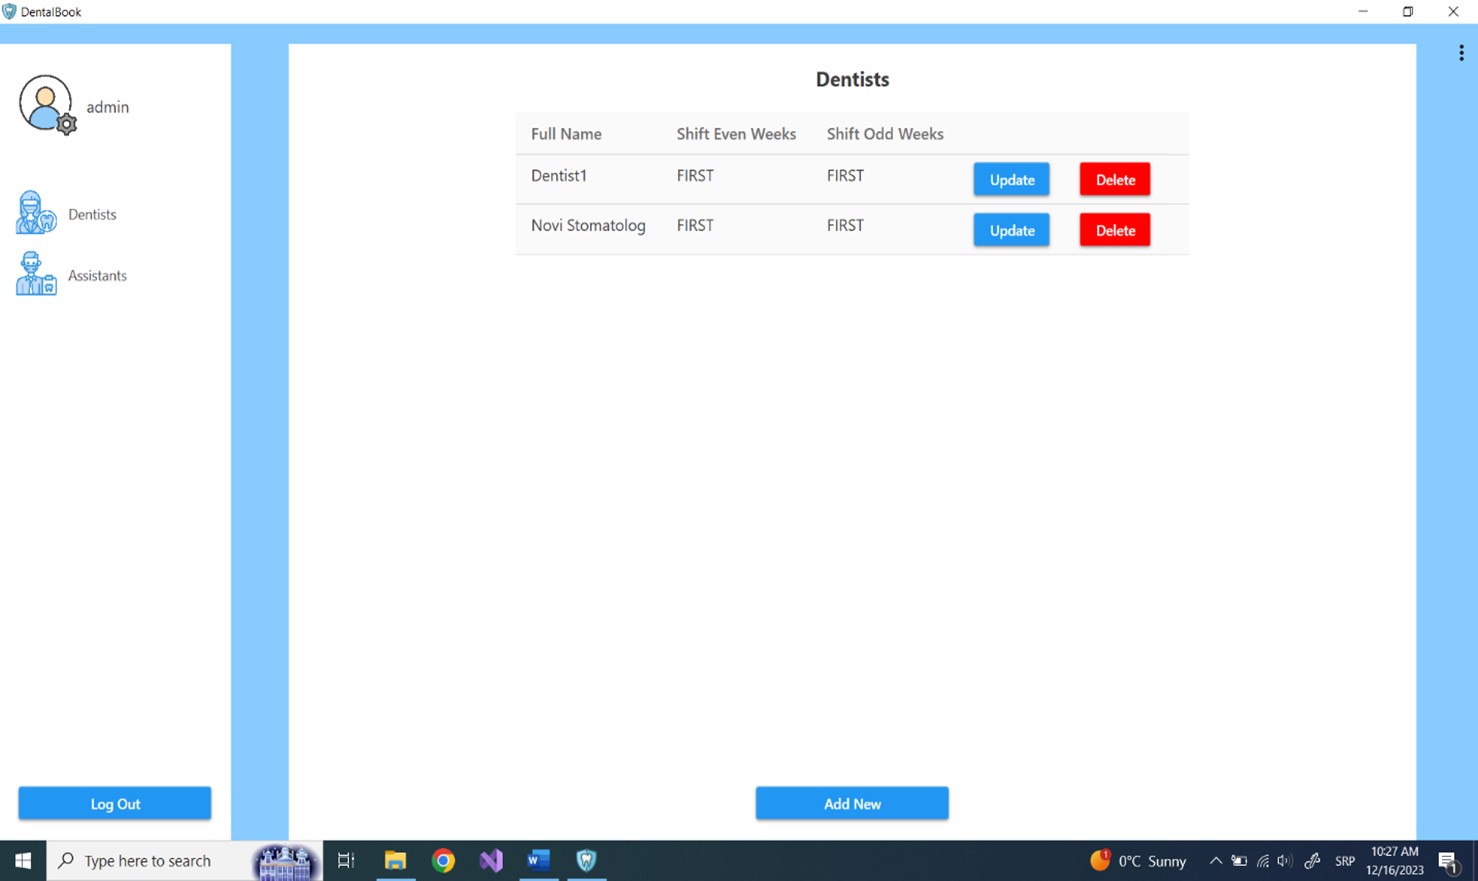 DentalBook
admin
Dentists
Assistants
Log Out
Dentists
Full Name Shift Even Weeks Shift Odd Weeks
Dentist1 FIRST FIRST Update Delete
Novi Stomatolog FIRST FIRST Update Delete
Add New
Type here to search
0°C Sunny
SRP
10:27 AM
12/16/2023
1